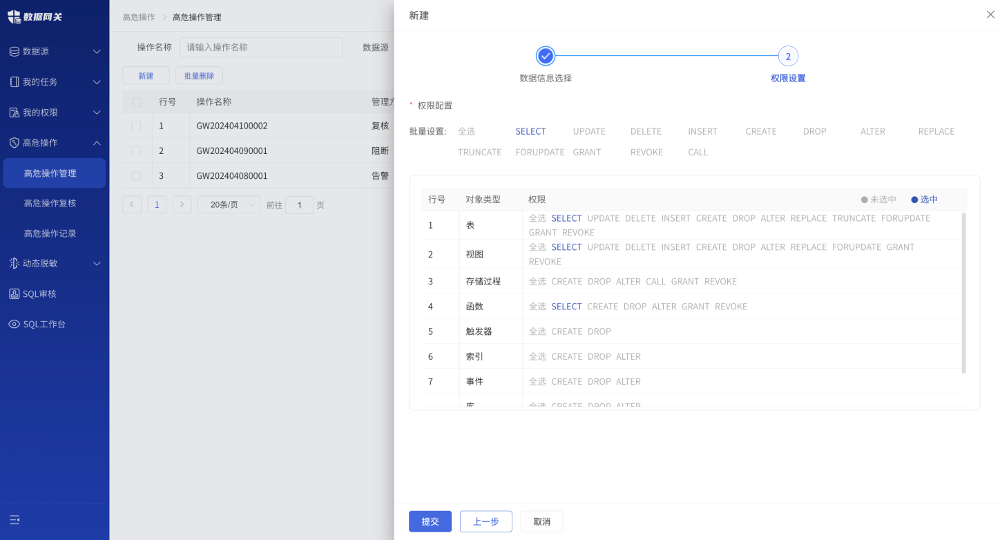 数据网关
数据源
我的任务
我的权限
高危操作
高危操作管理
高危操作复核
高危操作记录
动态脱敏
SQL审核
SQL工作台
高危操作 > 高危操作管理
操作名称 请输入操作名称 数据源
新建 批量删除
行号 操作名称 管理方
1 GW202404100002 复核
2 GW202404090001 阻断
3 GW202404080001 告警
< 1 > 20条/页 前往 1 页
新建
2
数据信息选择 权限设置
* 权限配置
批量设置: 全选 SELECT UPDATE DELETE INSERT CREATE DROP ALTER REPLACE
TRUNCATE FORUPDATE GRANT REVOKE CALL
行号 对象类型 权限 未选中 选中
1 表 全选 SELECT UPDATE DELETE INSERT CREATE DROP ALTER REPLACE TRUNCATE FORUPDATE
GRANT REVOKE
2 视图 全选 SELECT UPDATE DELETE INSERT CREATE DROP ALTER REPLACE FORUPDATE GRANT
REVOKE
3 存储过程 全选 CREATE DROP ALTER CALL GRANT REVOKE
4 函数 全选 SELECT CREATE DROP ALTER GRANT REVOKE
5 触发器 全选 CREATE DROP
6 索引 全选 CREATE DROP ALTER
7 事件 全选 CREATE DROP ALTER
库 全选 CREATE DROP ALTER
提交 上一步 取消